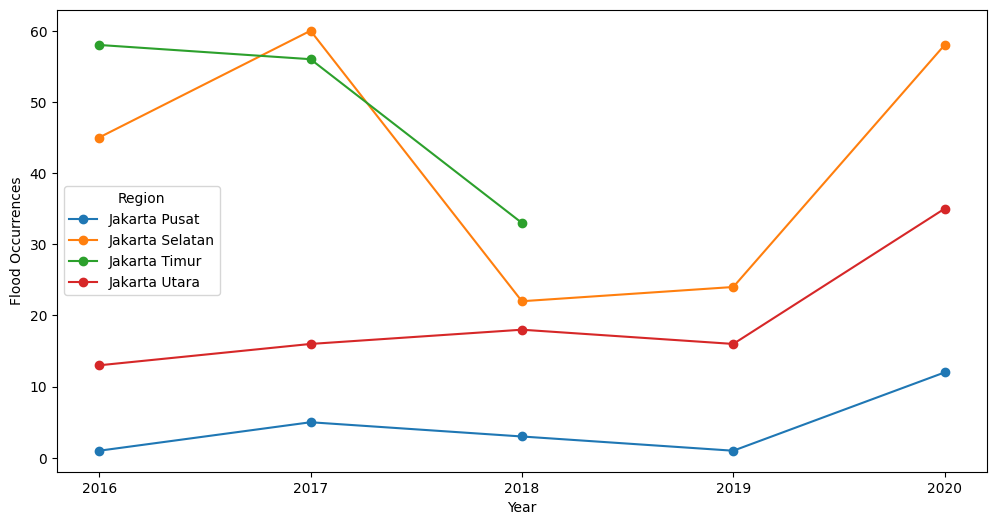 60
50
40
30
20
10
0
Flood Occurrences
Region
Jakarta Pusat
Jakarta Selatan
Jakarta Timur
Jakarta Utara
2016 2017 2018 2019 2020
Year